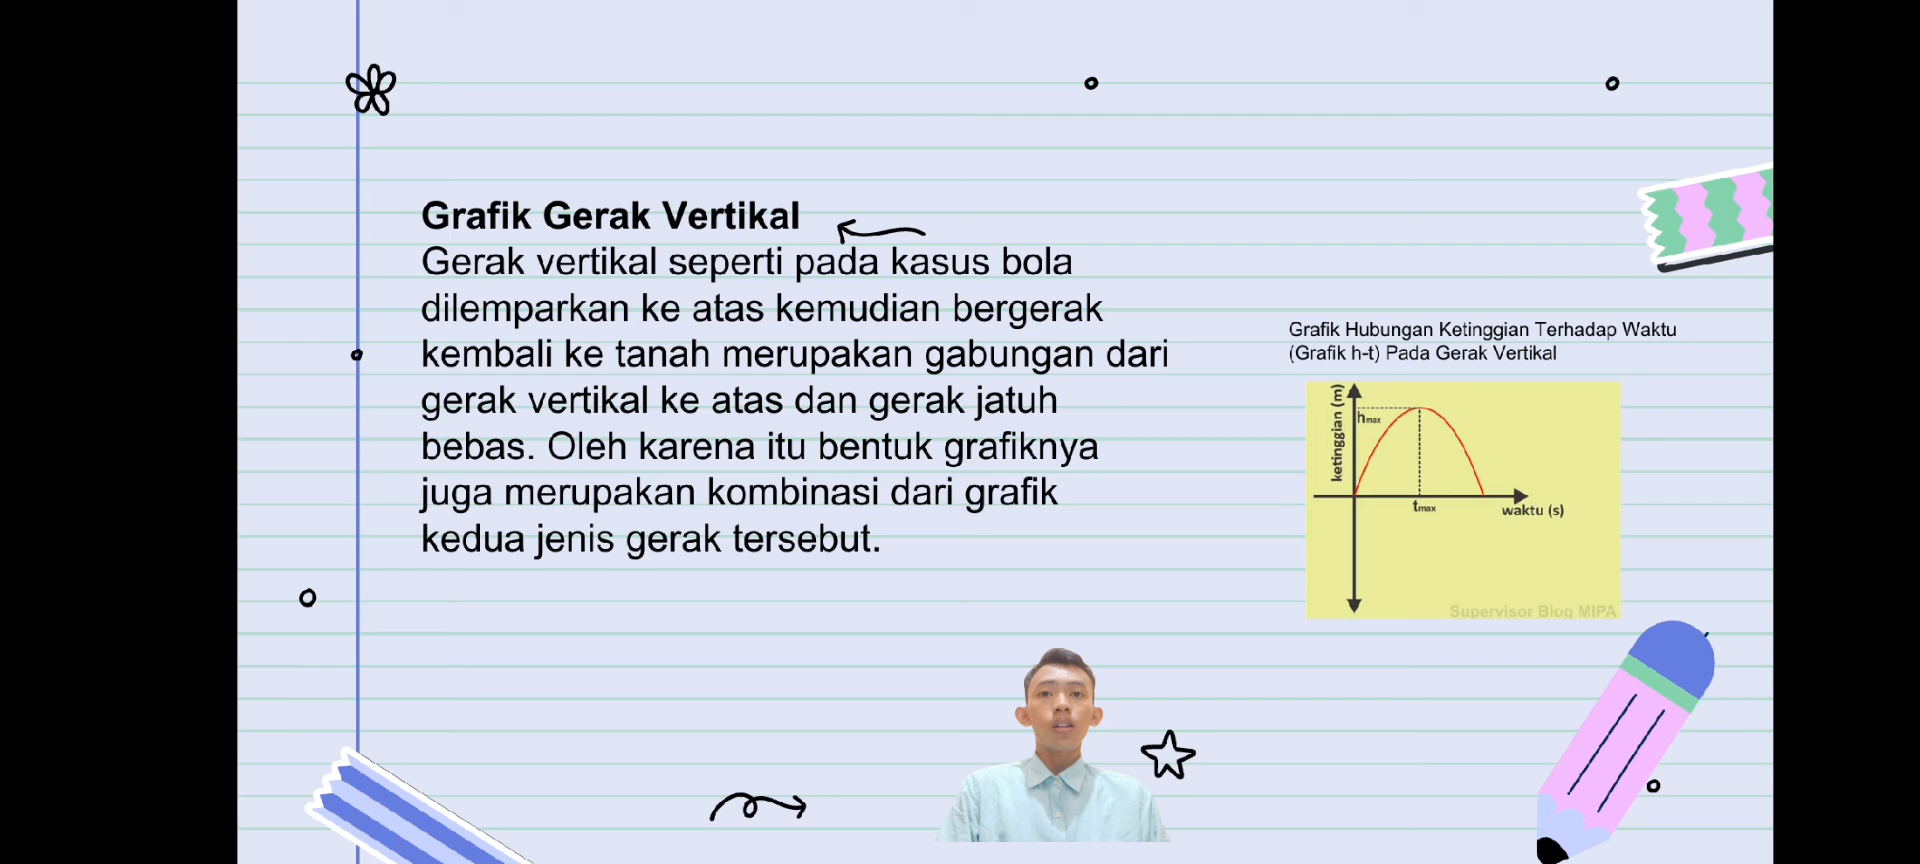 Grafik Gerak Vertikal
Gerak vertikal seperti pada kasus bola
dilemparkan ke atas kemudian bergerak
kembali ke tanah merupakan gabungan dari
gerak vertikal ke atas dan gerak jatuh
bebas. Oleh karena itu bentuk grafiknya
juga merupakan kombinasi dari grafik
kedua jenis gerak tersebut.
Grafik Hubungan Ketinggian Terhadap Waktu
(Grafik h-t) Pada Gerak Vertikal
ketinggian (m)
hmax
tmax
waktu (s)
Supervisor Blog MIPA